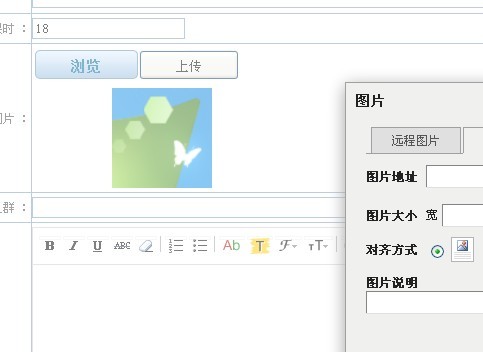 时：
18
浏览
上传
片：
群：
B I U ABC Ab T F T
图片
远程图片
图片地址
图片大小 宽
对齐方式
图片说明